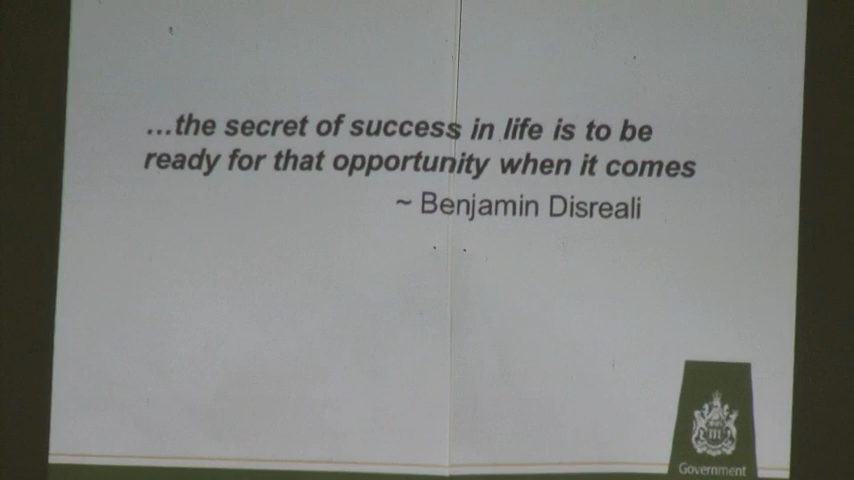 ...the secret of success in life is to be
ready for that opportunity when it comes
~ Benjamin Disreali
Government